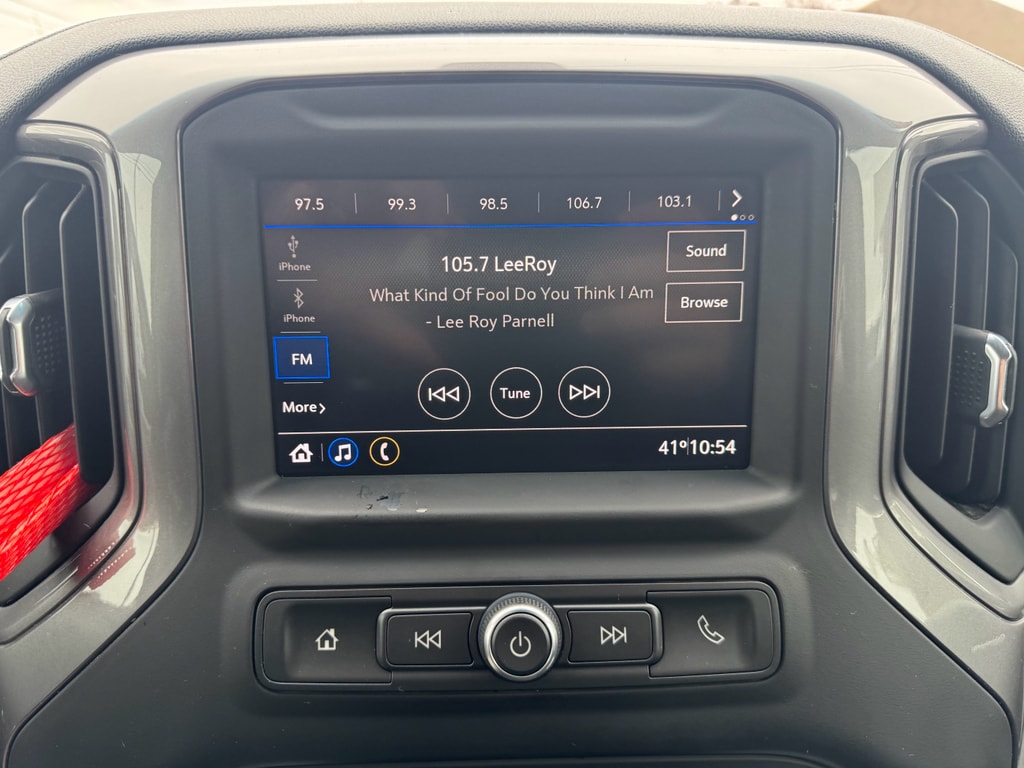 97.5 99.3 98.5 106.7 103.1
iPhone
iPhone
FM
More
105.7 LeeRoy
What Kind Of Fool Do You Think I Am
- Lee Roy Parnell
Tune
Sound
Browse
41° 10:54